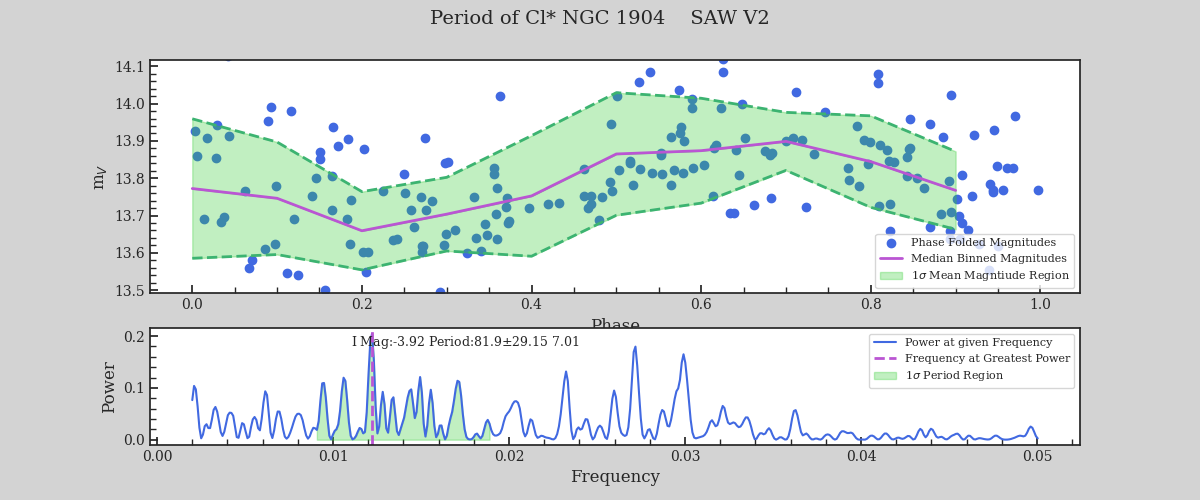 Period of Cl* NGC 1904    SAW V2
14.1
14.0
13.9
13.8
13.7
13.6
13.5
mV
Phase Folded Magnitudes
Median Binned Magnitudes
1σ Mean Magntiude Region
0.0 0.2 0.4 0.6 0.8 1.0
Phase
0.2
0.1
0.0
Power
I Mag:-3.92 Period:81.9±29.15 7.01
Power at given Frequency
Frequency at Greatest Power
1σ Period Region
0.00 0.01 0.02 0.03 0.04 0.05
Frequency